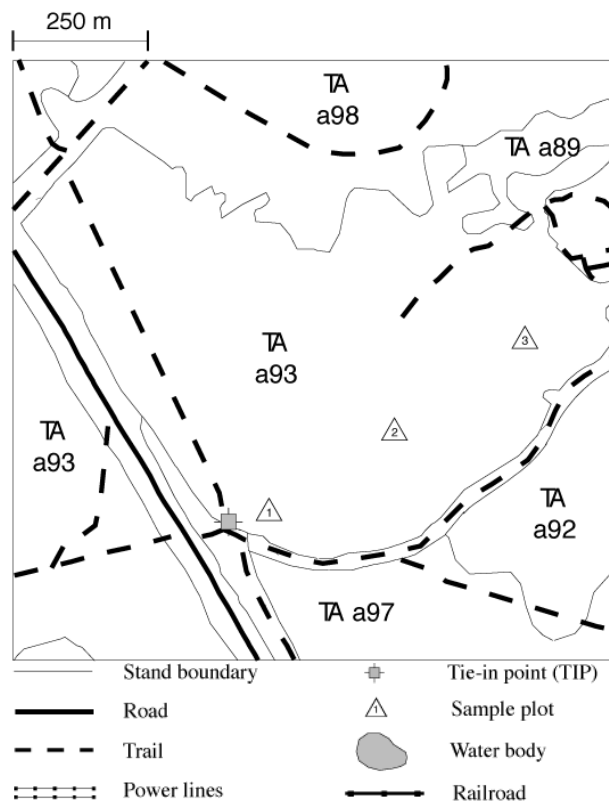 250 m
TA
a98
TA a89
TA
a93
3
2
TA
a93
1
TA
a92
TA a97
Stand boundary
Tie-in point (TIP)
Road
1
Sample plot
Trail
Water body
Power lines
Railroad